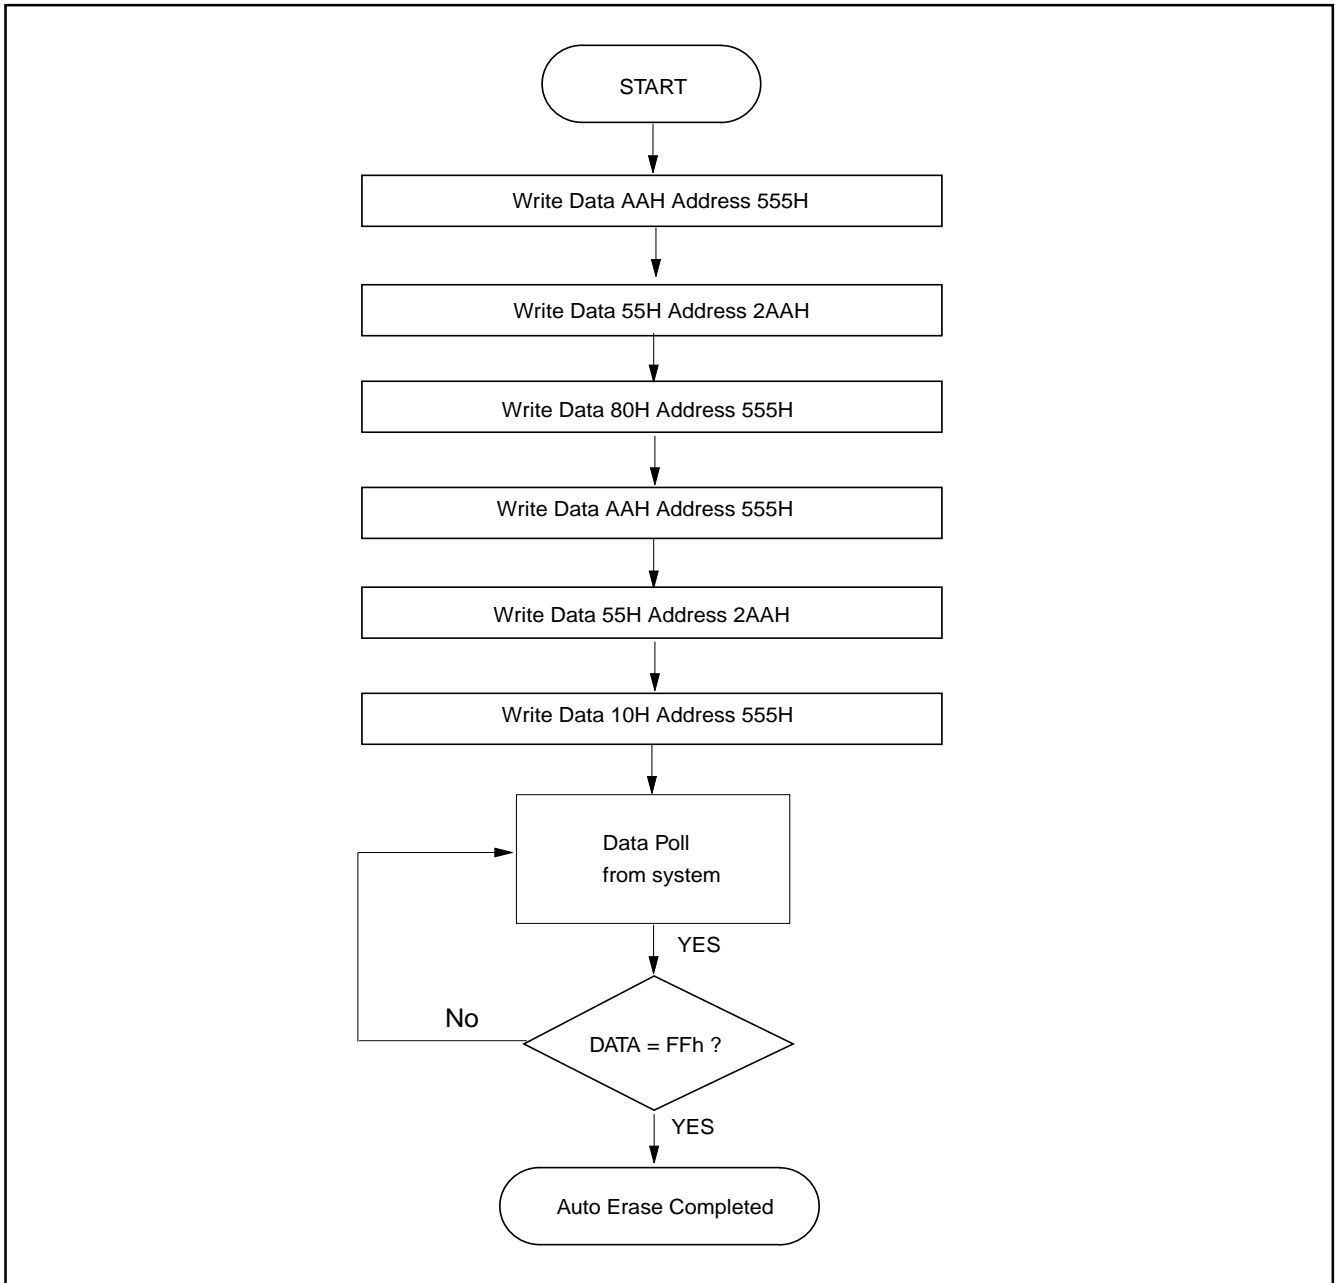 START
Write Data AAH Address 555H
Write Data 55H Address 2AAH
Write Data 80H Address 555H
Write Data AAH Address 555H
Write Data 55H Address 2AAH
Write Data 10H Address 555H
Data Poll
from system
YES
No
DATA = FFh ?
YES
Auto Erase Completed